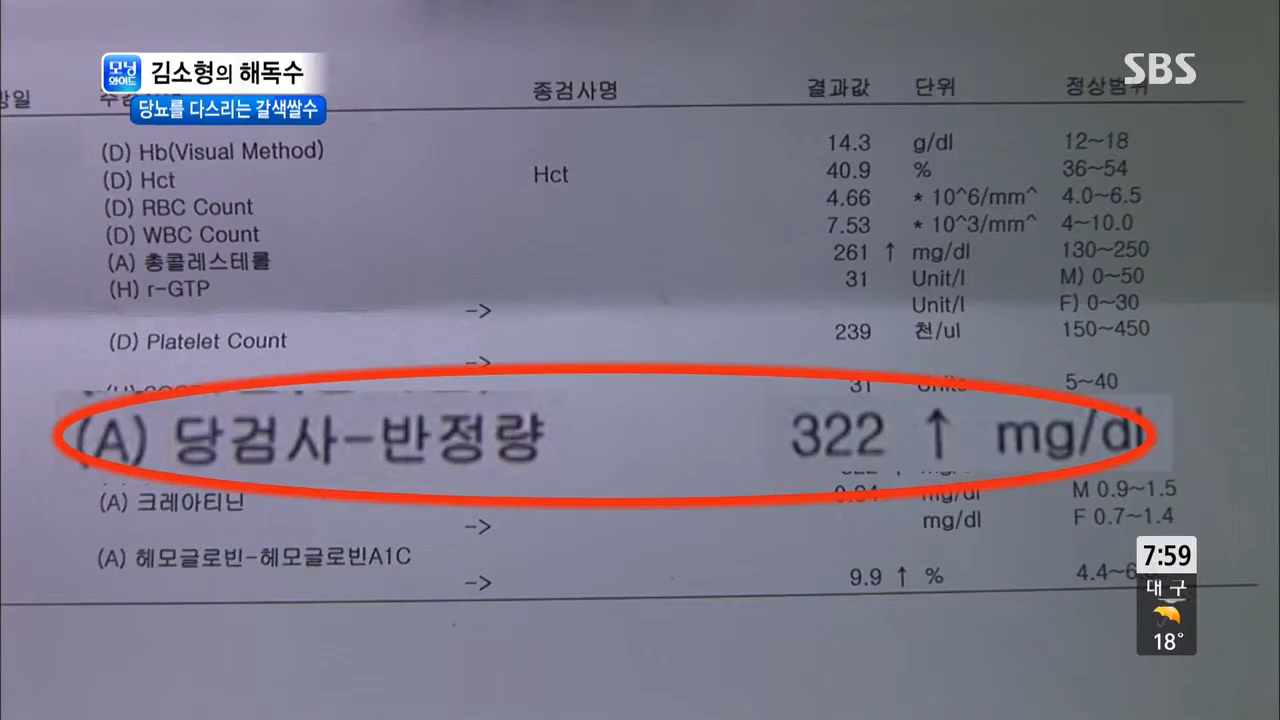 모닝와이드 김소형의 해독수
SBS
당뇨를 다스리는 갈색쌀수
종검사명 결과값 단위 정상범위
(D) Hb(Visual Method) 14.3 g/dl 12~18
(D) Hct Hct 40.9 % 36~54
(D) RBC Count 4.66 * 10^6/mm^ 4.0~6.5
(D) WBC Count 7.53 * 10^3/mm^ 4~10.0
(A) 총콜레스테롤 261 ↑ mg/dl 130~250
(H) r-GTP 31 Unit/l M) 0~50
-> Unit/l F) 0~30
(D) Platelet Count 239 천/ul 150~450
->
31 Units 5~40
(A) 당검사-반정량 322 ↑ mg/dl
(A) 크레아티닌 mg/dl M 0.9~1.5
-> mg/dl F 0.7~1.4
(A) 헤모글로빈-헤모글로빈A1C
-> 9.9 ↑ % 4.4~6
7:59
대구
18°